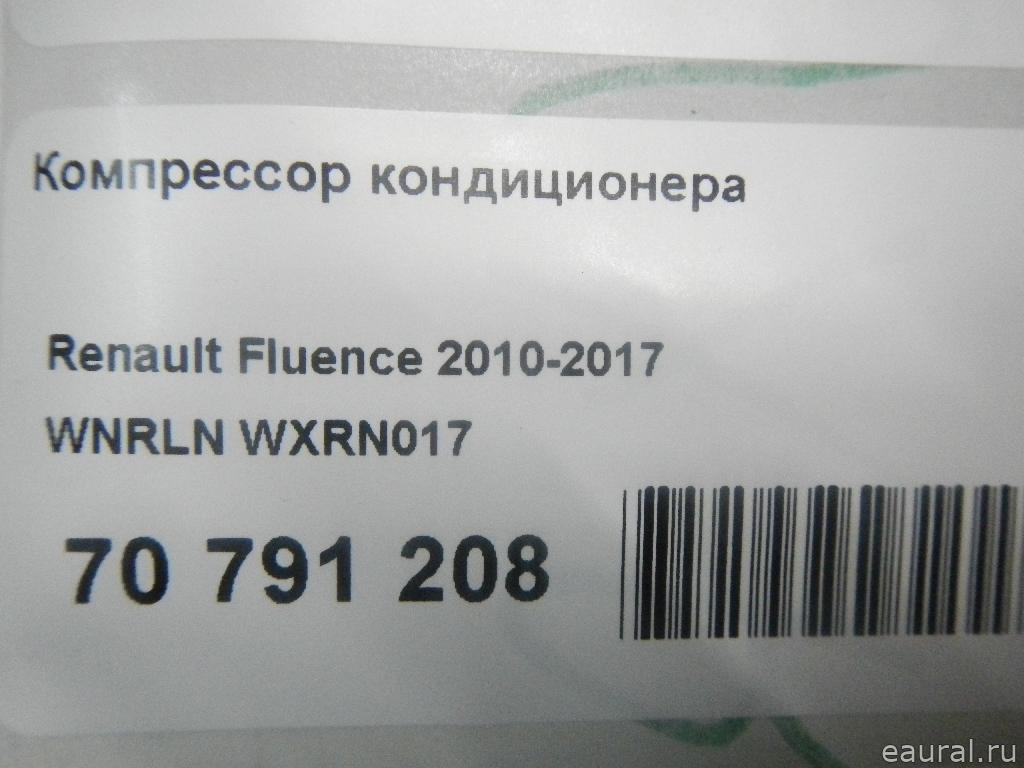 Компрессор кондиционера
Renault Fluence 2010-2017
WNRLN WXRN017
70 791 208
eaural.ru